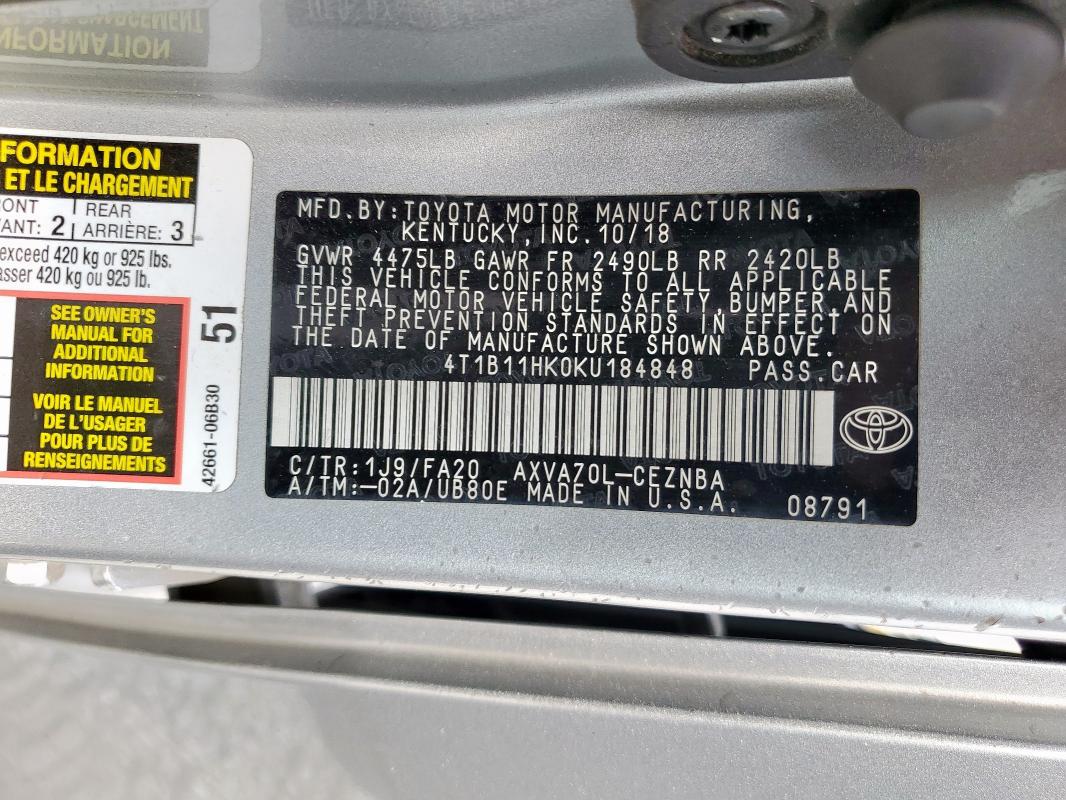 FORMATION
ET LE CHARGEMENT
REAR
2
ARRIÈRE: 3
exceed 420 kg or 925 lbs.
420 kg ou 925 lb.
SEE OWNER'S
MANUAL FOR
ADDITIONAL
INFORMATION
VOIR LE MANUEL
DE L'USAGER
POUR PLUS DE
RENSEIGNEMENTS
51
42661-06B30
MFD.BY:TOYOTA MOTOR MANUFACTURING,
KENTUCKY,INC.10/18
GVWR 4475LB GAWR FR 2490LB RR 2420LB
THIS VEHICLE CONFORMS TO ALL APPLICABLE
FEDERAL MOTOR VEHICLE SAFETY,BUMPER,AND
THEFT PREVENTION STANDARDS IN EFFECT ON
THE DATE OF MANUFACTURE SHOWN ABOVE.
4T1B11HK0KU184848 PASS.CAR
C/TR:1J9/FA20 AXVA70L-CEZNBA
A/TM:-02A/UB80E MADE IN U.S.A. 08791